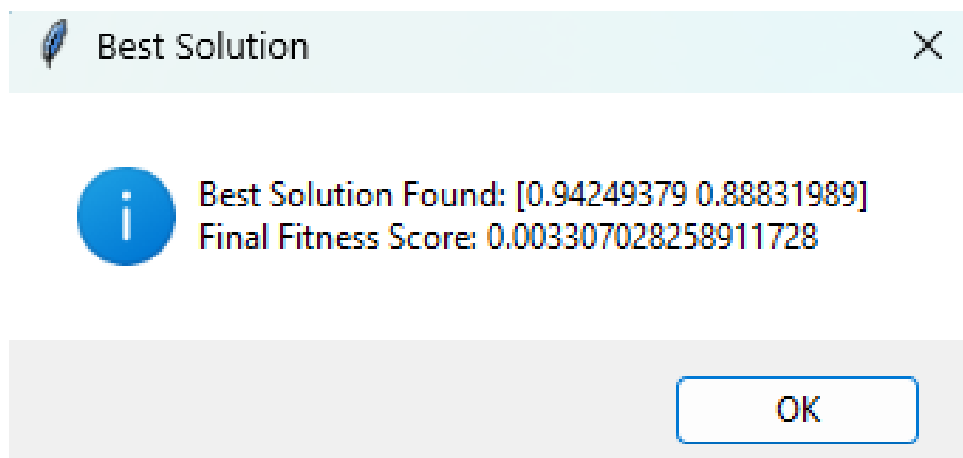 Best Solution
Best Solution Found: [0.94249379 0.88831989]
Final Fitness Score: 0.003307028258911728
OK